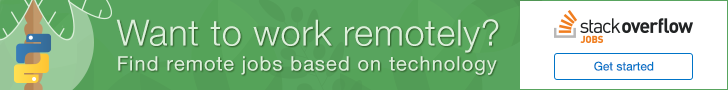 Want to work remotely?
Find remote jobs based on technology
stackoverflow
JOBS
Get started